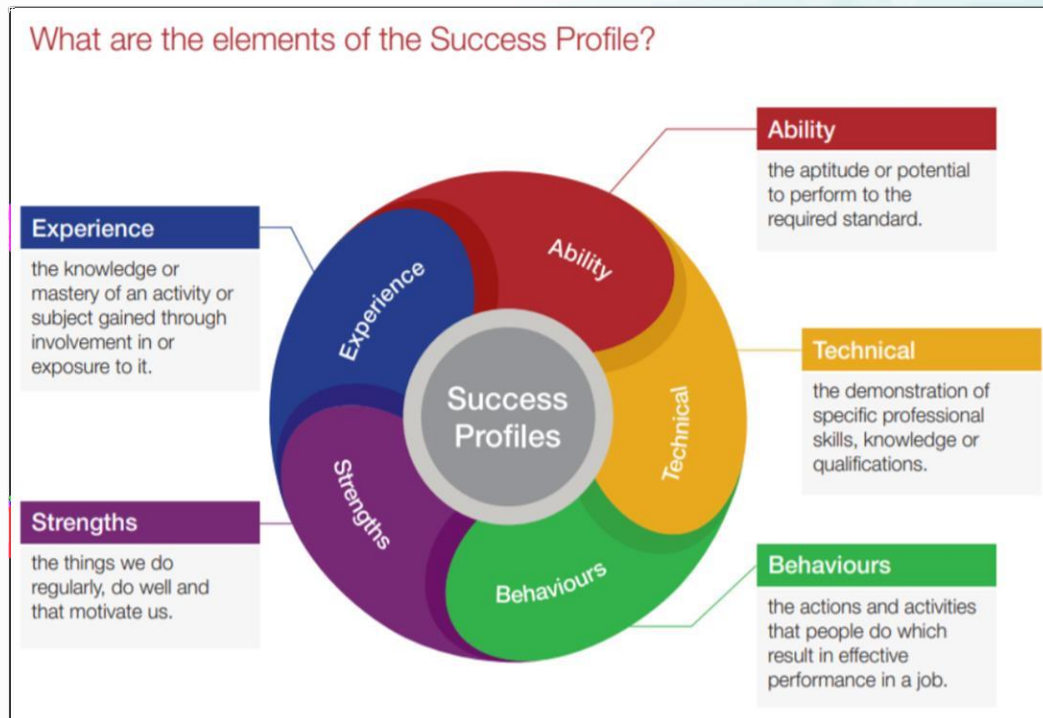 What are the elements of the Success Profile?
Ability
the aptitude or potential
to perform to the
required standard.
Experience
the knowledge or
mastery of an activity or
subject gained through
involvement in or
exposure to it.
Technical
the demonstration of
specific professional
skills, knowledge or
qualifications.
Strengths
the things we do
regularly, do well and
that motivate us.
Behaviours
the actions and activities
that people do which
result in effective
performance in a job.
Ability
Experience
Technical
Strengths
Behaviours
Success
Profiles